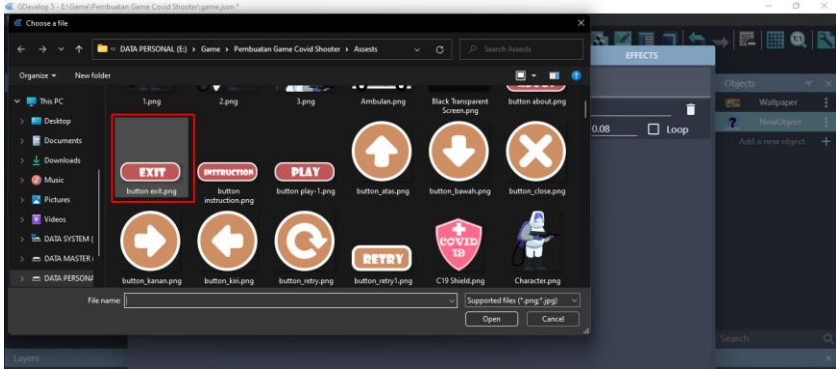 GDevelop 5 - E:\Game\Pembuatan Game Covid Shooter\game.json *
Choose a file
DATA PERSONAL (E:) > Game > Pembuatan Game Covid Shooter > Assests
Search Assests
Organize
New folder
EFFECTS
This PC
Desktop
Documents
Downloads
Music
Pictures
Videos
DATA SYSTEM (
DATA MASTER (
DATA PERSONA
1.png
2.png
3.png
Ambulan.png
Black Transparent Screen.png
button about.png
EXIT
INSTRUCTION
PLAY
button exit.png
button instruction.png
button play-1.png
button_atas.png
button_bawah.png
button_close.png
RETRY
COVID
19
button_kanan.png
button_kiri.png
button_retry.png
button_retry1.png
C19 Shield.png
Character.png
File name:
Supported files (*.png;*.jpg)
Open
Cancel
0.08
Loop
Objects
Wallpaper
NewObject
Add a new object
Search
Layers